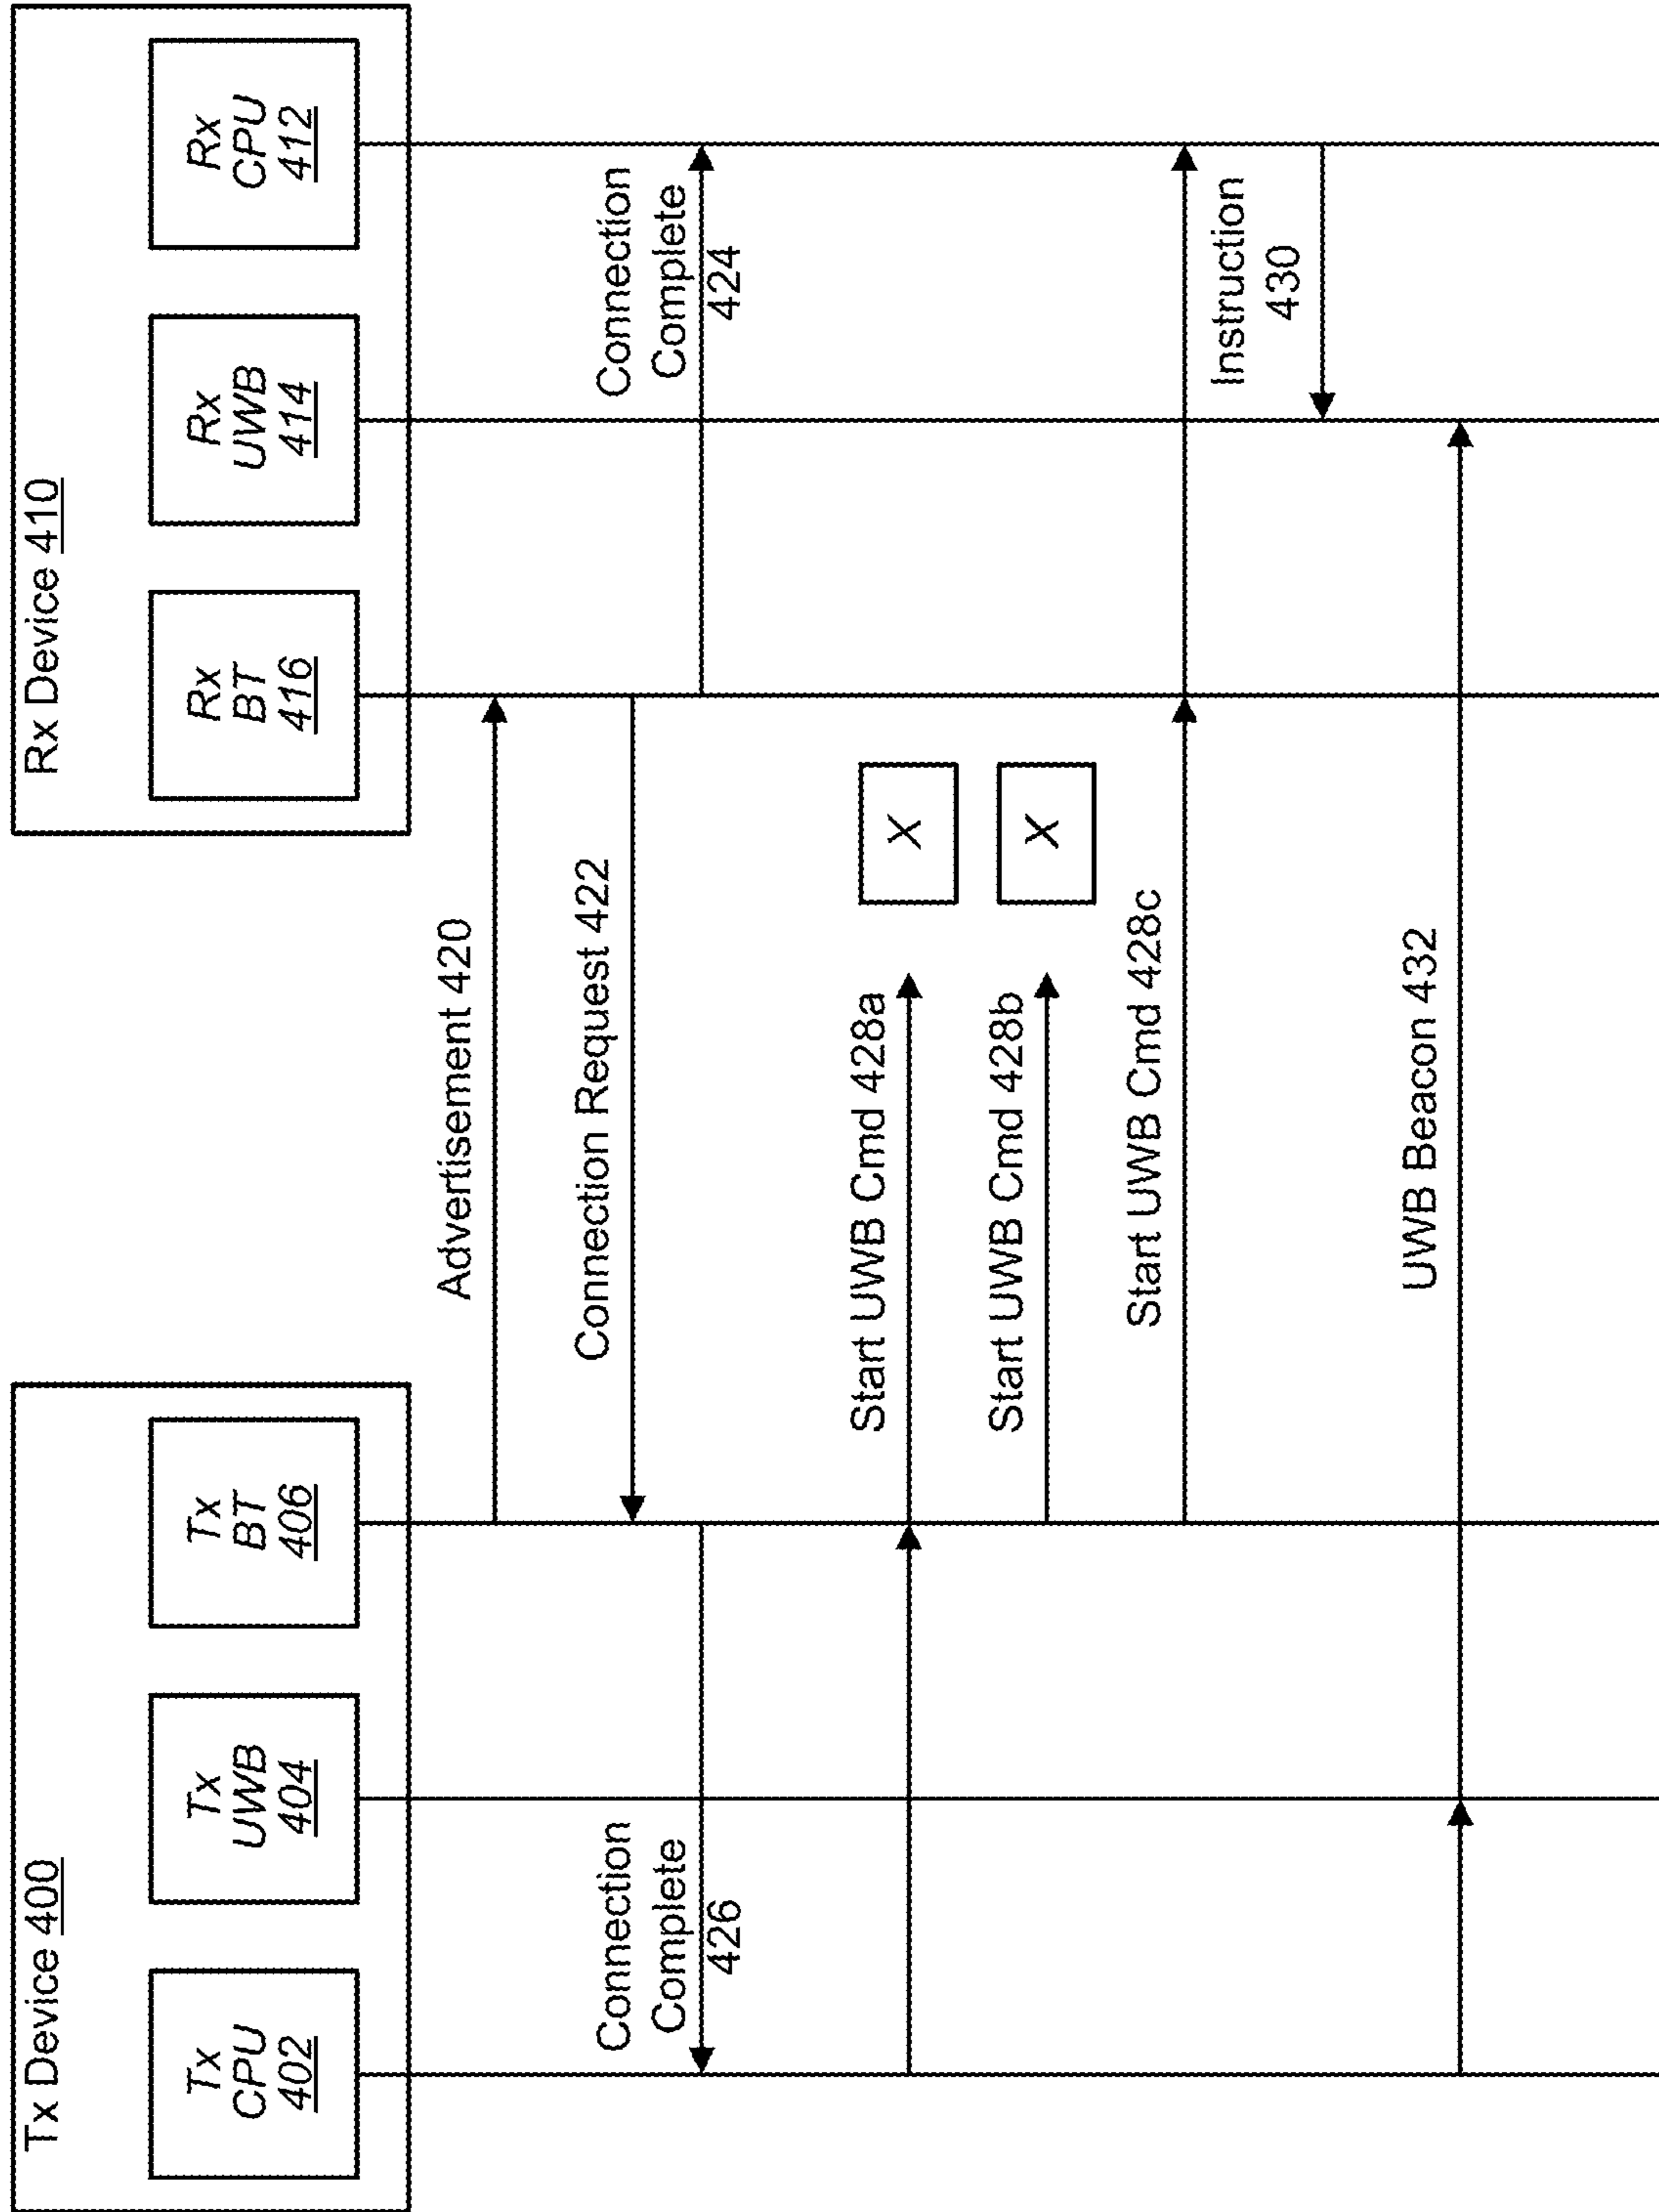 Tx Device 400
Tx
CPU
402
Tx
UWB
404
Tx
BT
406
Rx Device 410
Rx
BT
416
Rx
UWB
414
Rx
CPU
412
Advertisement 420
Connection Request 422
Connection
Complete
426
Connection
Complete
424
Start UWB Cmd 428a
X
Start UWB Cmd 428b
X
Start UWB Cmd 428c
Instruction
430
UWB Beacon 432